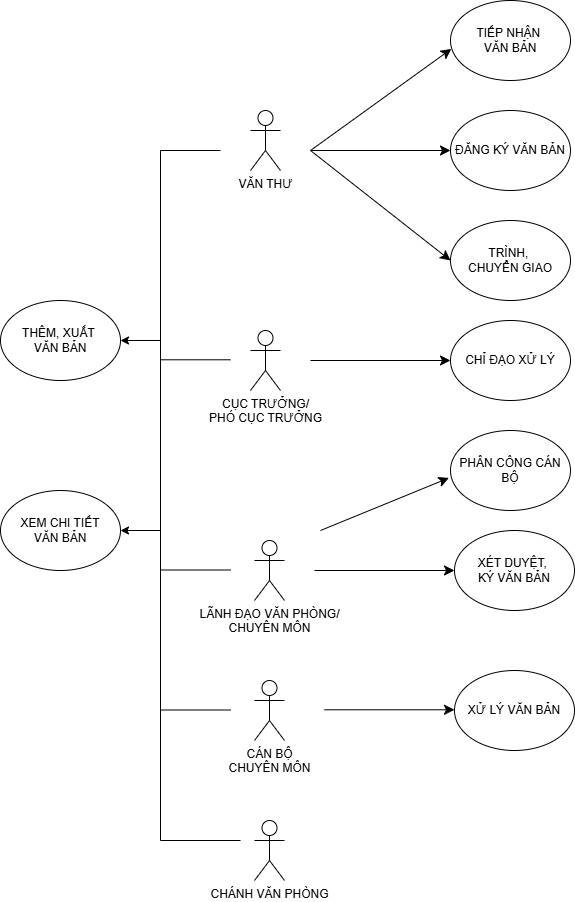 TIẾP NHẬN
VĂN BẢN
ĐĂNG KÝ VĂN BẢN
VĂN THƯ
TRÌNH,
CHUYỂN GIAO
THÊM, XUẤT
VĂN BẢN
CHỈ ĐẠO XỬ LÝ
CỤC TRƯỞNG/
PHÓ CỤC TRƯỞNG
PHÂN CÔNG CÁN
BỘ
XEM CHI TIẾT
VĂN BẢN
XÉT DUYỆT,
KÝ VĂN BẢN
LÃNH ĐẠO VĂN PHÒNG/
CHUYÊN MÔN
XỬ LÝ VĂN BẢN
CÁN BỘ
CHUYÊN MÔN
CHÁNH VĂN PHÒNG